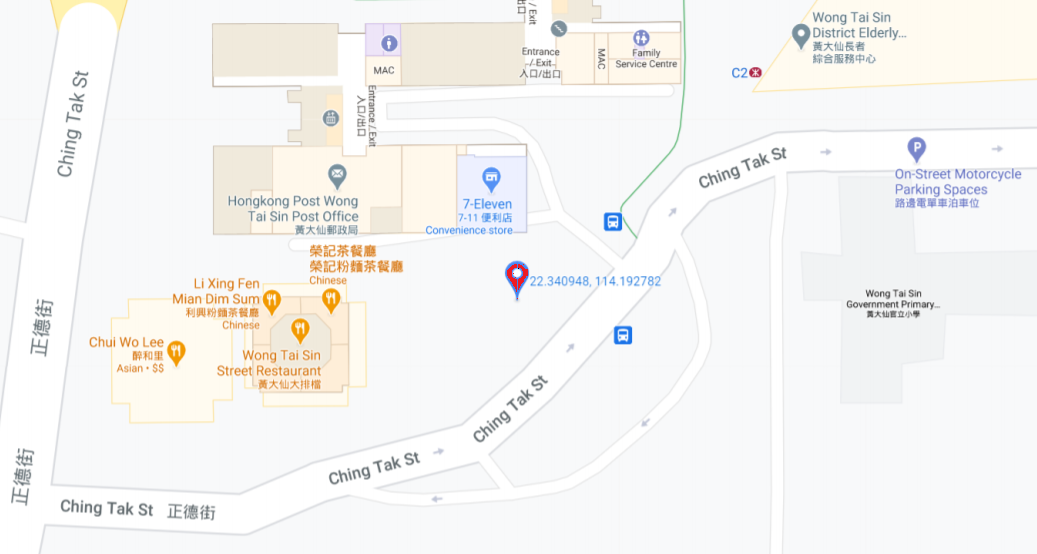 口/出口
/ Exit
Wong Tai Sin
District Elderly...
黃大仙長者
綜合服務中心
C2
MAC
Entrance
/ Exit
入口/出口
MAC
Family
Service Centre
Entrance / Exit
入口/出口
Ching Tak St
Ching Tak St
On-Street Motorcycle
Parking Spaces
路邊電單車泊車位
P
Hongkong Post Wong
Tai Sin Post Office
黃大仙郵政局
7-Eleven
7-11 便利店
Convenience store
榮記茶餐廳
榮記粉麵茶餐廳
Chinese
22.340948, 114.192782
Li Xing Fen
Mian Dim Sum
利興粉麵茶餐廳
Chinese
Wong Tai Sin
Government Primary...
黃大仙官立小學
正德街
Chui Wo Lee
醉和里
Asian • $$
Wong Tai Sin
Street Restaurant
黃大仙大排檔
Ching Tak St
Ching Tak St
正德街
Ching Tak St 正德街